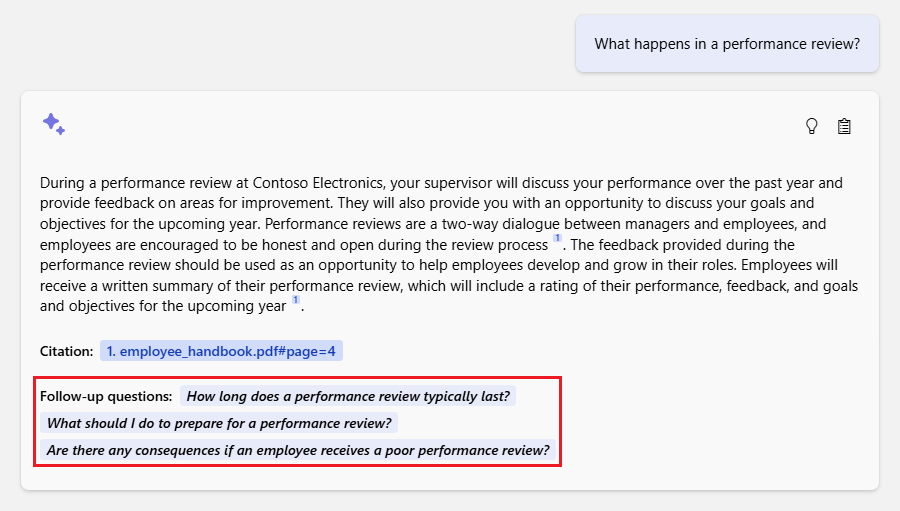 What happens in a performance review?
During a performance review at Contoso Electronics, your supervisor will discuss your performance over the past year and
provide feedback on areas for improvement. They will also provide you with an opportunity to discuss your goals and
objectives for the upcoming year. Performance reviews are a two-way dialogue between managers and employees, and
employees are encouraged to be honest and open during the review process 1. The feedback provided during the
performance review should be used as an opportunity to help employees develop and grow in their roles. Employees will
receive a written summary of their performance review, which will include a rating of their performance, feedback, and goals
and objectives for the upcoming year 1.
Citation: 1. employee_handbook.pdf#page=4
Follow-up questions: How long does a performance review typically last?
What should I do to prepare for a performance review?
Are there any consequences if an employee receives a poor performance review?